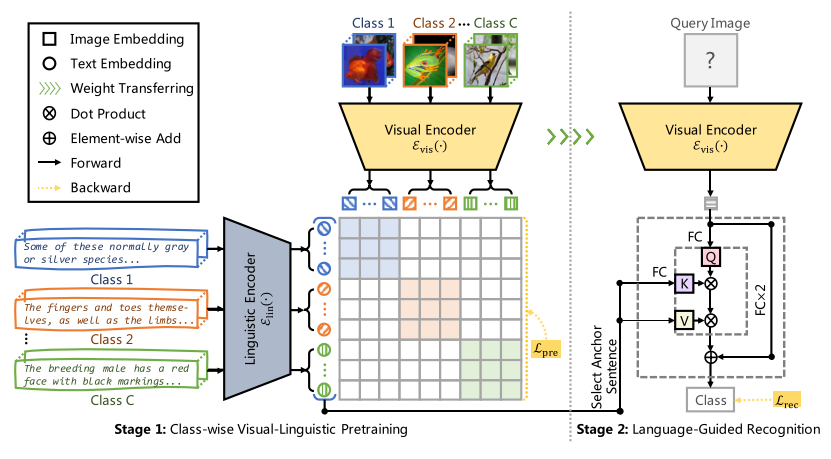 Image Embedding
Text Embedding
Weight Transferring
Dot Product
Element-wise Add
Forward
Backward
Class 1
Class 2
...
Class C
Visual Encoder
ℰvis(·)
Query Image
?
Visual Encoder
ℰvis(·)
Some of these normally gray
or silver species...
Class 1
The fingers and toes themse-
lves, as well as the limbs...
Class 2
The breeding male has a red
face with black markings...
Class C
Linguistic Encoder
ℰlin(·)
ℒpre
Select Anchor
Sentence
FC
Q
FC
K
V
FC×2
Class
ℒrec
Stage 1: Class-wise Visual-Linguistic Pretraining
Stage 2: Language-Guided Recognition